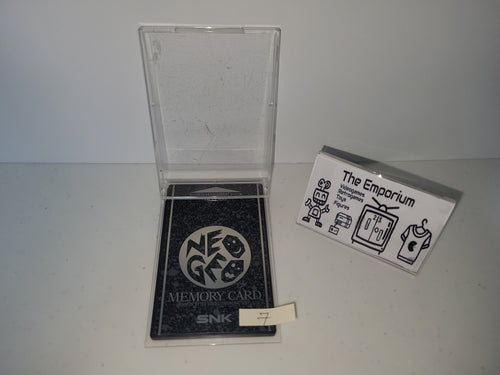 NEO
GEO
MEMORY CARD
SNK
7
The Emporium
Videogames
Retrogames
Toys
Figures